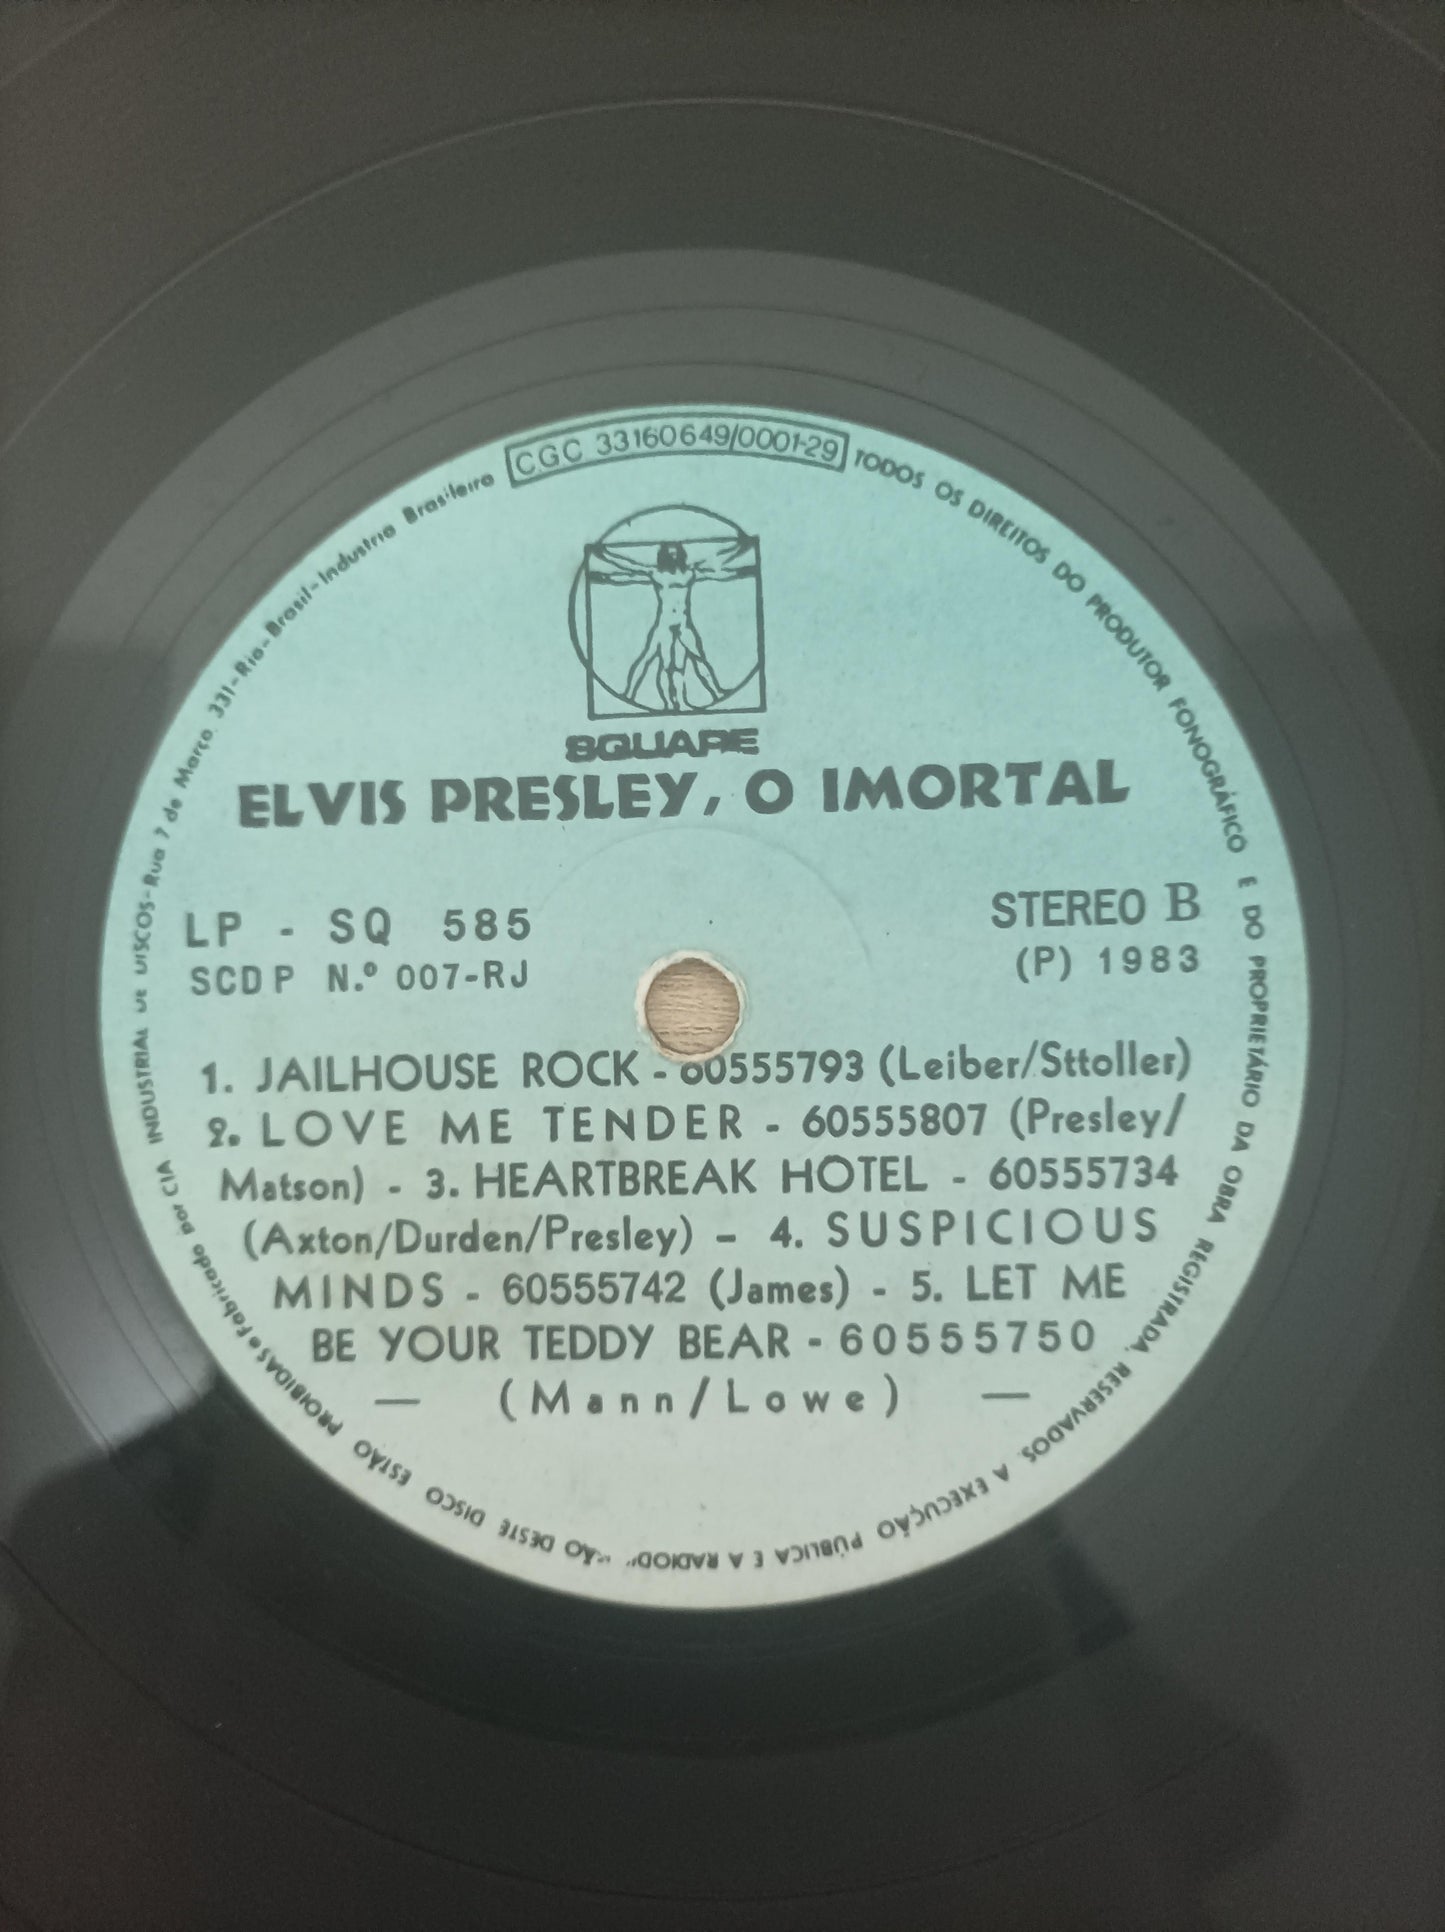 CGC 33160649/0001-29
TODOS OS DIREITOS DO PRODUTOR FONOGRÁFICO E DO PROPRIETÁRIO DA OBRA REGISTRADA, RESERVADOS. A EXECUÇÃO PÚBLICA E A RADIOD" "ÃO DESTE DISCO ESTÃO PROIBIDAS • Fabricado por CIA INDUSTRIAL DE DISCOS - Rua 7 de Março, 331 - Rio - Brasil - Industria Brasileira
SQUARE
ELVIS PRESLEY, O IMORTAL
LP - SQ 585
SCDP N.º 007-RJ
STEREO B
(P) 1983
1. JAILHOUSE ROCK - 60555793 (Leiber/Sttoller)
2. LOVE ME TENDER - 60555807 (Presley/
Matson) - 3. HEARTBREAK HOTEL - 60555734
(Axton/Durden/Presley) - 4. SUSPICIOUS
MINDS - 60555742 (James) - 5. LET ME
BE YOUR TEDDY BEAR - 60555750
— (Mann/Lowe) —